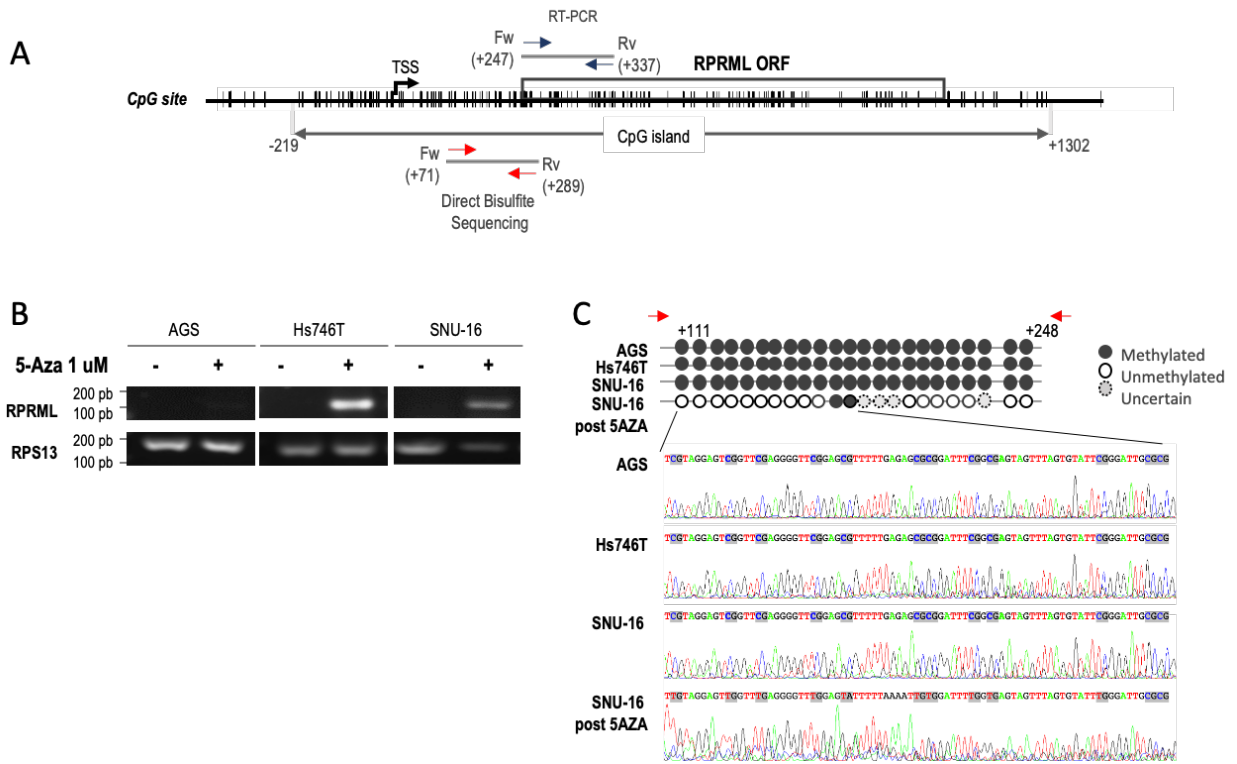 A
RT-PCR
Fw
(+247)
Rv
(+337)
TSS
RPRML ORF
CpG site
CpG island
-219
+1302
Fw
(+71)
Rv
(+289)
Direct Bisulfite
Sequencing
B
AGS
Hs746T
SNU-16
5-Aza 1 uM
-
+
-
+
-
+
RPRML
200 pb
100 pb
RPS13
200 pb
100 pb
C
+111
+248
AGS
Hs746T
SNU-16
SNU-16
post 5AZA
Methylated
Unmethylated
Uncertain
AGS
TCGTAGGAGTCGGTTCGAGGGGTTCGGAGCGTTTTTGAGAGCGCGGATTTCGGCGAGTAGTTTAGTGTATTCGGGATTGCGCG
Hs746T
TCGTAGGAGTCGGTTCGAGGGGTTCGGAGCGTTTTTGAGAGCGCGGATTTCGGCGAGTAGTTTAGTGTATTCGGGATTGCGCG
SNU-16
TCGTAGGAGTCGGTTCGAGGGGTTCGGAGCGTTTTTGAGAGCGCGGATTTCGGCGAGTAGTTTAGTGTATTCGGGATTGCGCG
SNU-16
post 5AZA
TTGTAGGAGTTGGTTTGAGGGGTTTGGAGTATTTTTAAAATTGTGGATTTTGGTGAGTAGTTTAGTGTATTTGGGATTGCGCG